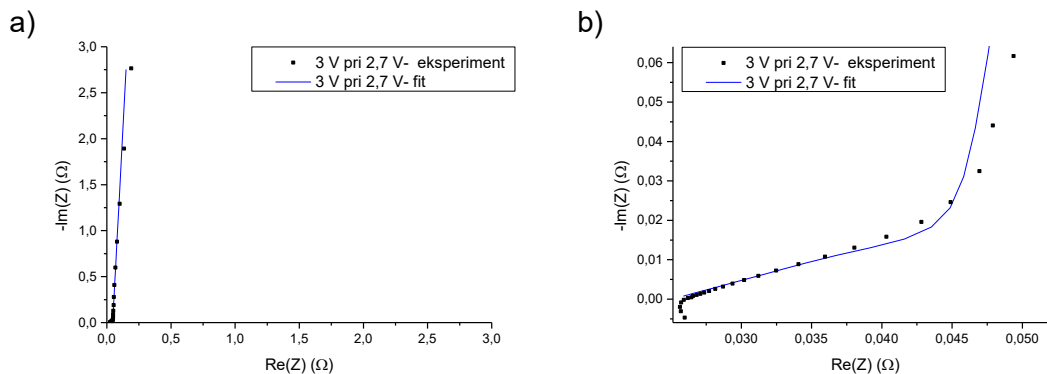 a)
3 V pri 2,7 V- eksperiment
3 V pri 2,7 V- fit
3,0
2,5
2,0
1,5
1,0
0,5
0,0
-Im(Z) (Ω)
0,0 0,5 1,0 1,5 2,0 2,5 3,0
Re(Z) (Ω)
b)
3 V pri 2,7 V- eksperiment
3 V pri 2,7 V- fit
0,06
0,05
0,04
0,03
0,02
0,01
0,00
-Im(Z) (Ω)
0,030 0,035 0,040 0,045 0,050
Re(Z) (Ω)